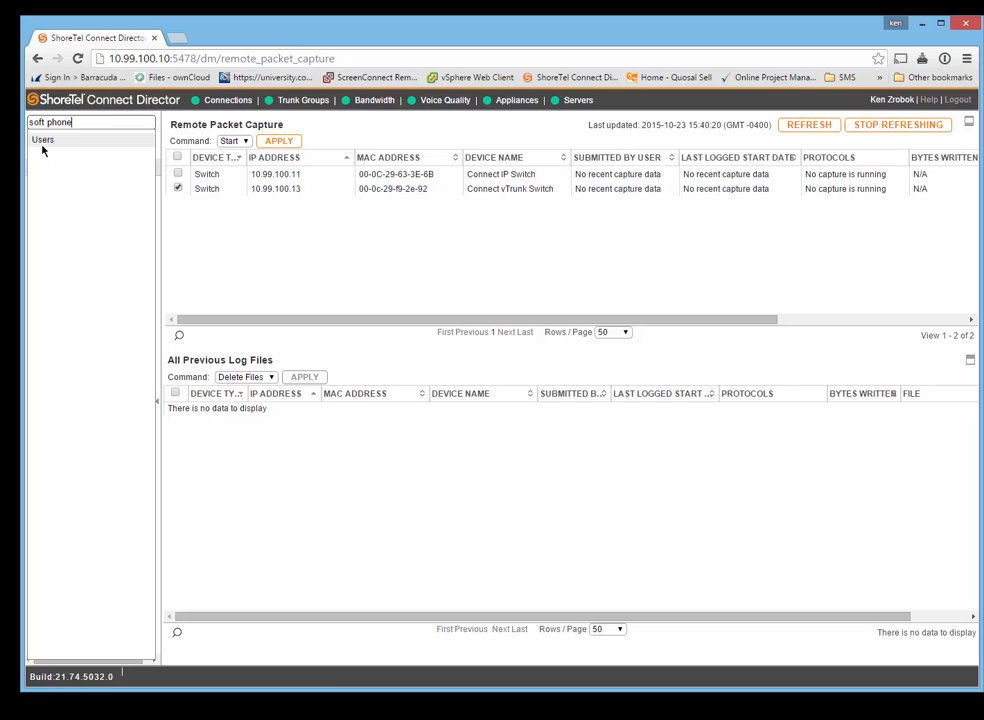 ken
ShoreTel Connect Directo
10.99.100.10:5478/dm/remote_packet_capture
Sign In > Barracuda ... Files - ownCloud https://university.co... ScreenConnect Rem... vSphere Web Client ShoreTel Connect Di... Home - Quosal Sell Online Project Mana... SMS » Other bookmarks
ShoreTel Connect Director Connections | Trunk Groups | Bandwidth | Voice Quality | Appliances | Servers Ken Zrobok | Help | Logout
soft phone
Users
Remote Packet Capture Last updated: 2015-10-23 15:40:20 (GMT -0400) REFRESH STOP REFRESHING
Command: Start APPLY
DEVICE T... IP ADDRESS MAC ADDRESS DEVICE NAME SUBMITTED BY USER LAST LOGGED START DATE PROTOCOLS BYTES WRITTEN
Switch 10.99.100.11 00-0C-29-63-3E-6B Connect IP Switch No recent capture data No recent capture data No capture is running N/A
Switch 10.99.100.13 00-0c-29-f9-2e-92 Connect vTrunk Switch No recent capture data No recent capture data No capture is running N/A
First Previous 1 Next Last Rows / Page 50
View 1 - 2 of 2
All Previous Log Files
Command: Delete Files APPLY
DEVICE TY... IP ADDRESS MAC ADDRESS DEVICE NAME SUBMITTED B... LAST LOGGED START ... PROTOCOLS BYTES WRITTEN FILE
There is no data to display
First Previous Next Last Rows / Page 50
There is no data to display
Build:21.74.5032.0